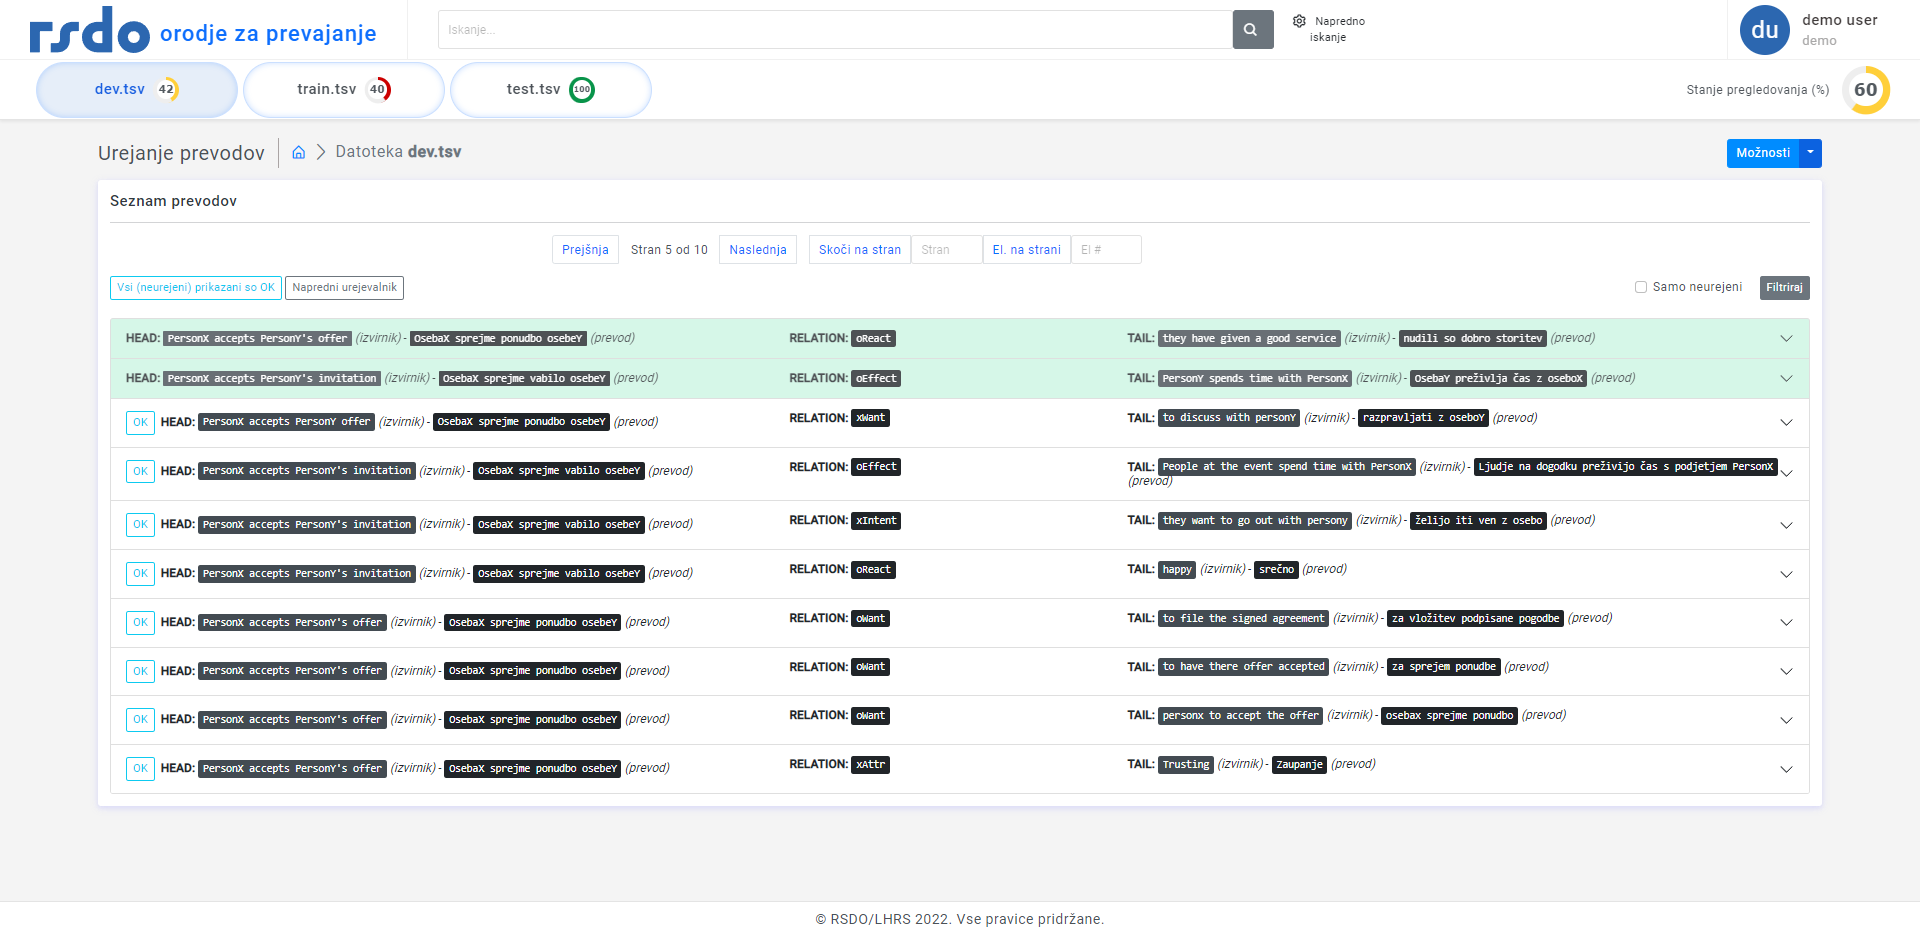 rsdo orodje za prevajanje
Iskanje...
Napredno
iskanje
du
demo user
demo
dev.tsv 42
train.tsv 40
test.tsv 100
Stanje pregledovanja (%) 60
Urejanje prevodov
Datoteka dev.tsv
Možnosti
Seznam prevodov
Prejšnja Stran 5 od 10 Naslednja Skoči na stran Stran El. na strani El #
Vsi (neurejeni) prikazani so OK Napredni urejevalnik Samo neurejeni Filtriraj
HEAD: PersonX accepts PersonY's offer (izvirnik) - OsebaX sprejme ponudbo osebeY (prevod) RELATION: oReact TAIL: they have given a good service (izvirnik) - nudili so dobro storitev (prevod)
HEAD: PersonX accepts PersonY's invitation (izvirnik) - OsebaX sprejme vabilo osebeY (prevod) RELATION: oEffect TAIL: PersonY spends time with PersonX (izvirnik) - OsebaY preživlja čas z oseboX (prevod)
OK HEAD: PersonX accepts PersonY offer (izvirnik) - OsebaX sprejme ponudbo osebeY (prevod) RELATION: xWant TAIL: to discuss with personY (izvirnik) - razpravljati z oseboY (prevod)
OK HEAD: PersonX accepts PersonY's invitation (izvirnik) - OsebaX sprejme vabilo osebeY (prevod) RELATION: oEffect TAIL: People at the event spend time with PersonX (izvirnik) - Ljudje na dogodku preživijo čas s podjetjem PersonX
(prevod)
OK HEAD: PersonX accepts PersonY's invitation (izvirnik) - OsebaX sprejme vabilo osebeY (prevod) RELATION: xIntent TAIL: they want to go out with persony (izvirnik) - želijo iti ven z osebo (prevod)
OK HEAD: PersonX accepts PersonY's invitation (izvirnik) - OsebaX sprejme vabilo osebeY (prevod) RELATION: oReact TAIL: happy (izvirnik) - srečno (prevod)
OK HEAD: PersonX accepts PersonY's offer (izvirnik) - OsebaX sprejme ponudbo osebeY (prevod) RELATION: oWant TAIL: to file the signed agreement (izvirnik) - za vložitev podpisane pogodbe (prevod)
OK HEAD: PersonX accepts PersonY's offer (izvirnik) - OsebaX sprejme ponudbo osebeY (prevod) RELATION: oWant TAIL: to have there offer accepted (izvirnik) - za sprejem ponudbe (prevod)
OK HEAD: PersonX accepts PersonY's offer (izvirnik) - OsebaX sprejme ponudbo osebeY (prevod) RELATION: oWant TAIL: personx to accept the offer (izvirnik) - osebax sprejme ponudbo (prevod)
OK HEAD: PersonX accepts PersonY's offer (izvirnik) - OsebaX sprejme ponudbo osebeY (prevod) RELATION: xAttr TAIL: Trusting (izvirnik) - Zaupanje (prevod)
© RSDO/LHRS 2022. Vse pravice pridržane.